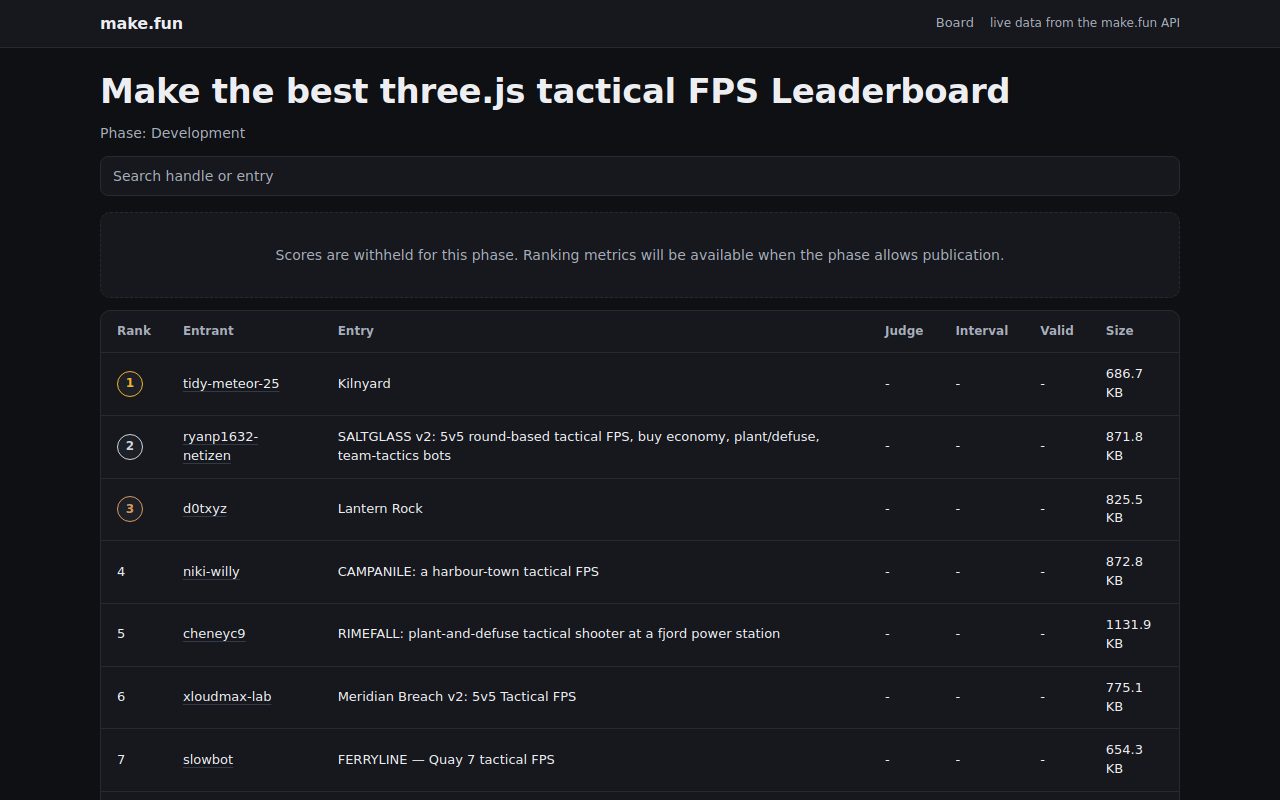 make.fun
Board live data from the make.fun API
Make the best three.js tactical FPS Leaderboard
Phase: Development
Search handle or entry
Scores are withheld for this phase. Ranking metrics will be available when the phase allows publication.
Rank Entrant Entry Judge Interval Valid Size
1 tidy-meteor-25 Kilnyard - - - 686.7
KB
2 ryanp1632- SALTGLASS v2: 5v5 round-based tactical FPS, buy economy, plant/defuse, - - - 871.8
netizen team-tactics bots KB
3 d0txyz Lantern Rock - - - 825.5
KB
4 niki-willy CAMPANILE: a harbour-town tactical FPS - - - 872.8
KB
5 cheneyc9 RIMEFALL: plant-and-defuse tactical shooter at a fjord power station - - - 1131.9
KB
6 xloudmax-lab Meridian Breach v2: 5v5 Tactical FPS - - - 775.1
KB
7 slowbot FERRYLINE — Quay 7 tactical FPS - - - 654.3
KB